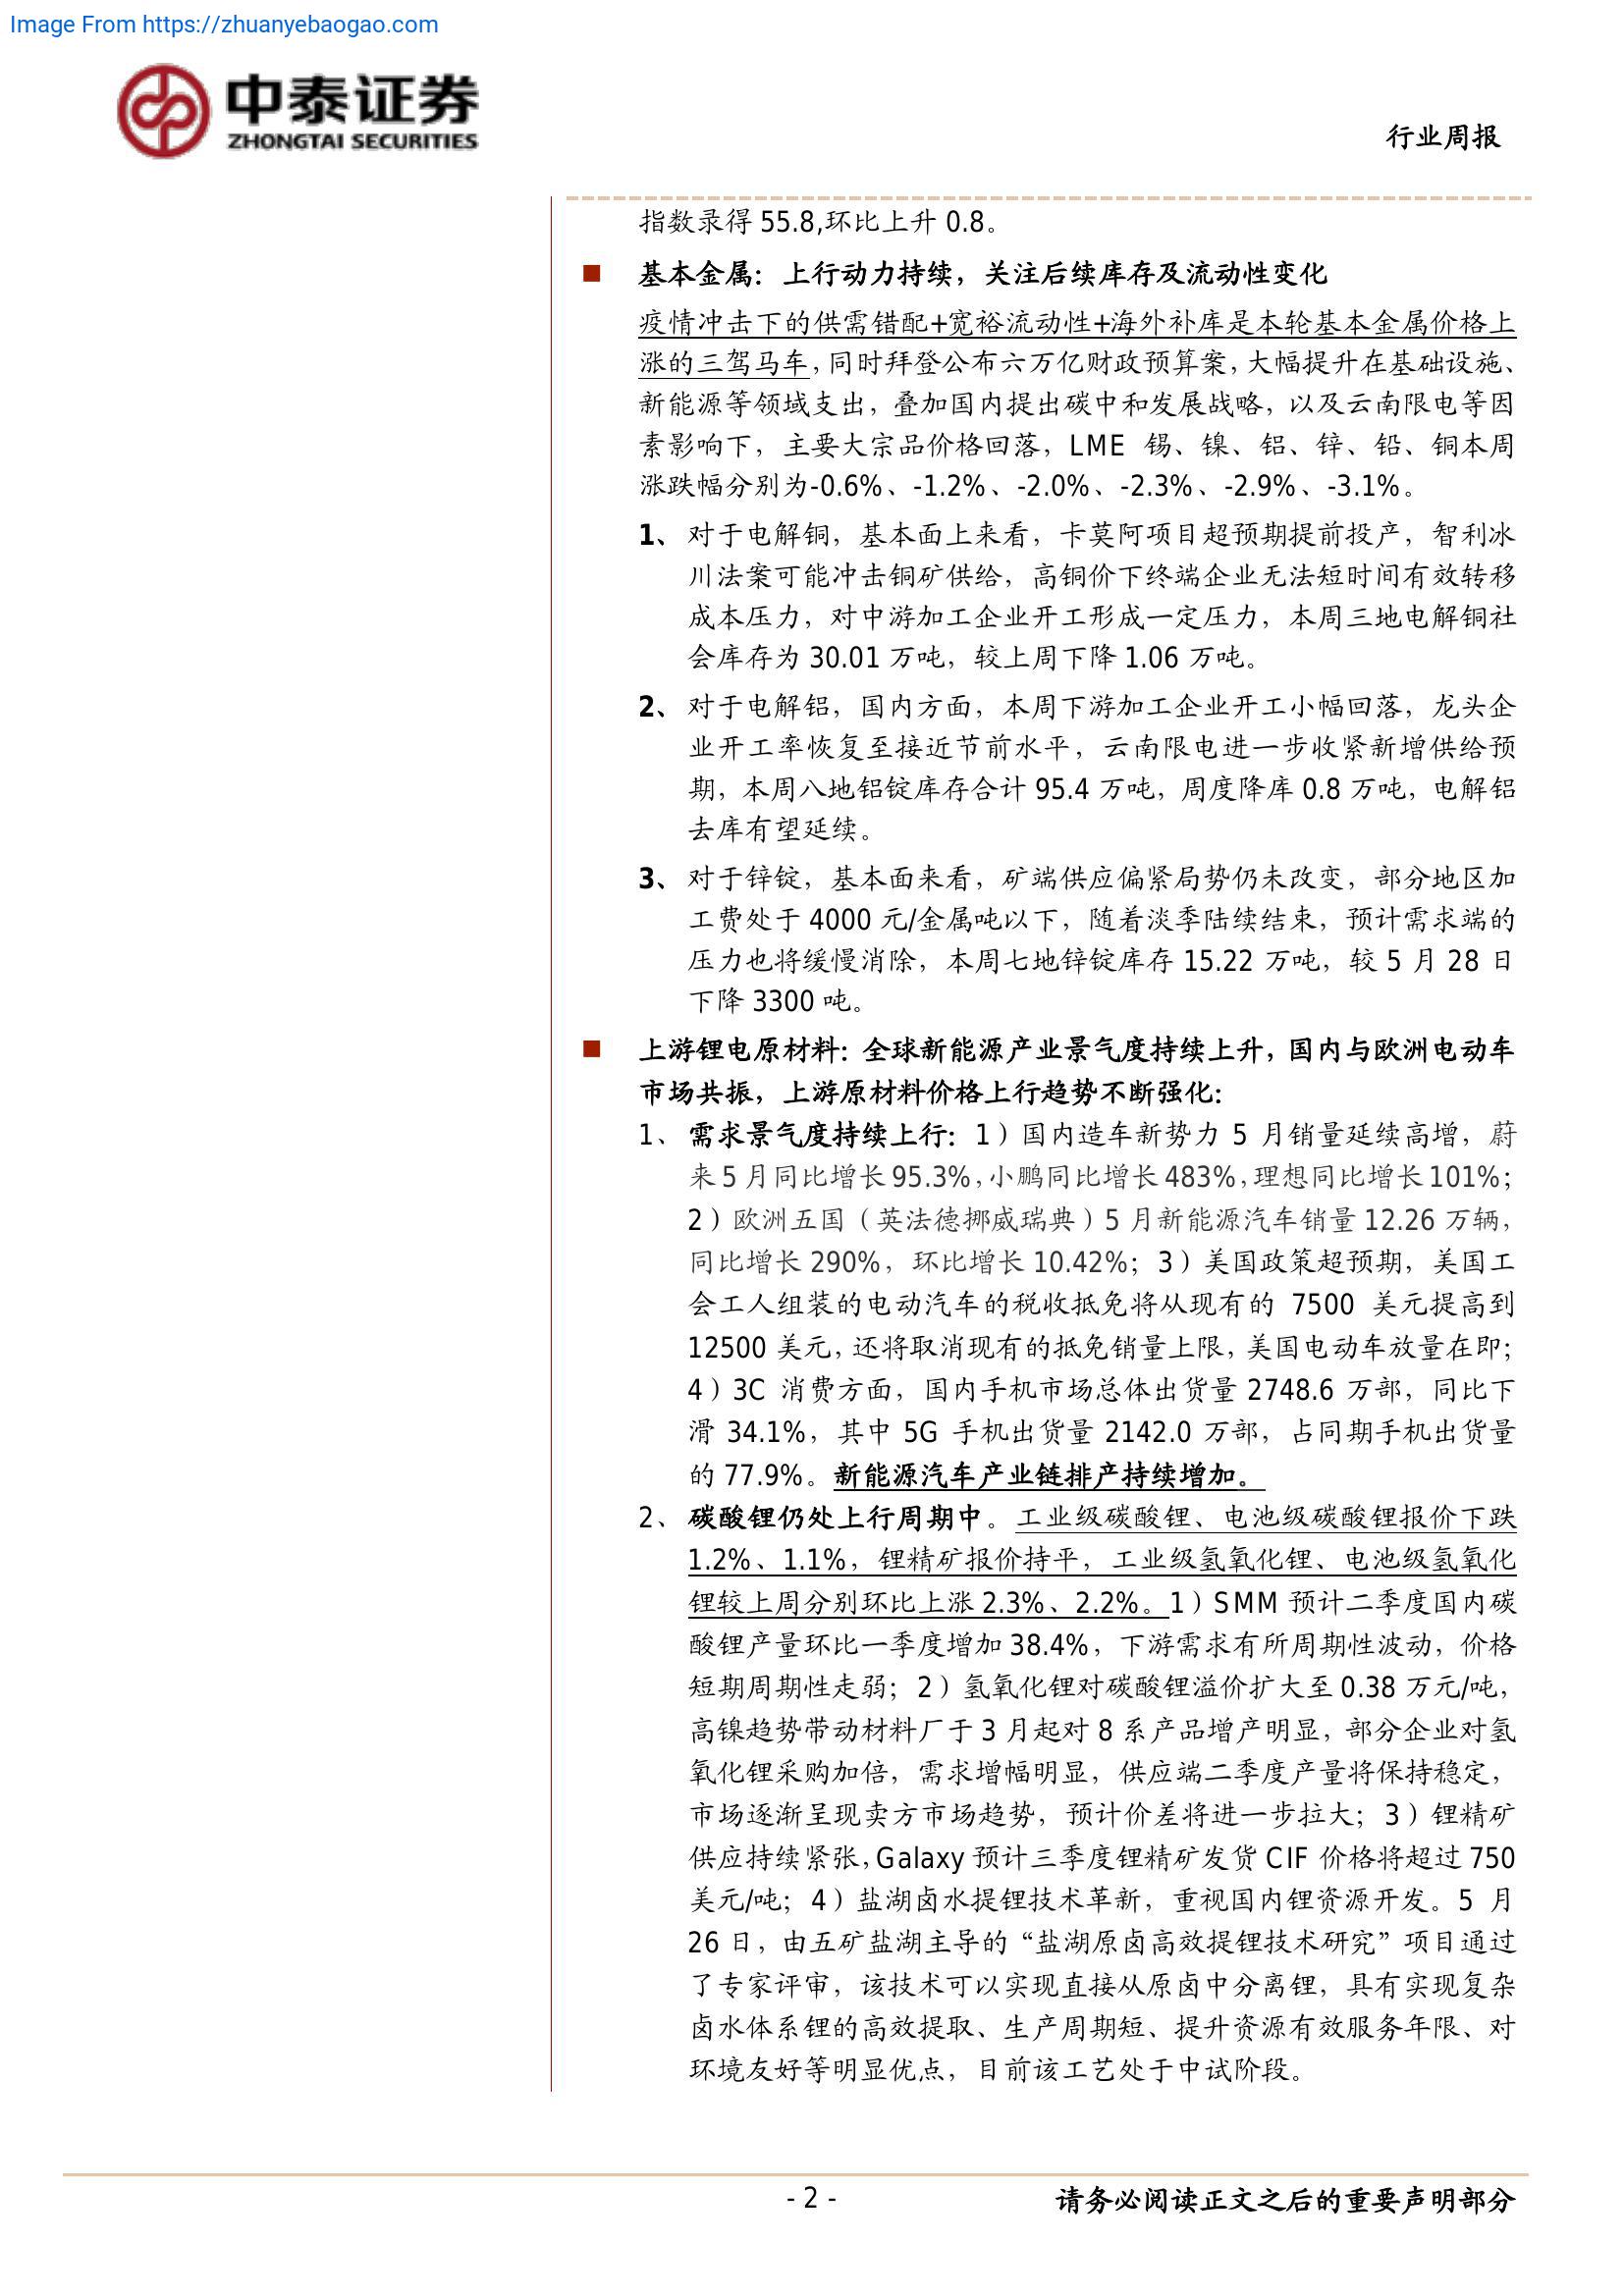 Image From https://zhuanyebaogao.com
中泰证券
ZHONGTAI SECURITIES
行业周报
指数录得 55.8,环比上升 0.8。
■ 基本金属：上行动力持续，关注后续库存及流动性变化
疫情冲击下的供需错配+宽裕流动性+海外补库是本轮基本金属价格上
涨的三驾马车，同时拜登公布六万亿财政预算案，大幅提升在基础设施、
新能源等领域支出，叠加国内提出碳中和发展战略，以及云南限电等因
素影响下，主要大宗品价格回落，LME 锡、镍、铝、锌、铅、铜本周
涨跌幅分别为-0.6%、-1.2%、-2.0%、-2.3%、-2.9%、-3.1%。
1、 对于电解铜，基本面上来看，卡莫阿项目超预期提前投产，智利冰
川法案可能冲击铜矿供给，高铜价下终端企业无法短时间有效转移
成本压力，对中游加工企业开工形成一定压力，本周三地电解铜社
会库存为 30.01 万吨，较上周下降 1.06 万吨。
2、 对于电解铝，国内方面，本周下游加工企业开工小幅回落，龙头企
业开工率恢复至接近节前水平，云南限电进一步收紧新增供给预
期，本周八地铝锭库存合计 95.4 万吨，周度降库 0.8 万吨，电解铝
去库有望延续。
3、 对于锌锭，基本面来看，矿端供应偏紧局势仍未改变，部分地区加
工费处于 4000 元/金属吨以下，随着淡季陆续结束，预计需求端的
压力也将缓慢消除，本周七地锌锭库存 15.22 万吨，较 5 月 28 日
下降 3300 吨。
■ 上游锂电原材料：全球新能源产业景气度持续上升，国内与欧洲电动车
市场共振，上游原材料价格上行趋势不断强化：
1、 需求景气度持续上行：1）国内造车新势力 5 月销量延续高增，蔚
来 5 月同比增长 95.3%，小鹏同比增长 483%，理想同比增长 101%；
2）欧洲五国（英法德挪威瑞典）5 月新能源汽车销量 12.26 万辆，
同比增长 290%，环比增长 10.42%；3）美国政策超预期，美国工
会工人组装的电动汽车的税收抵免将从现有的 7500 美元提高到
12500 美元，还将取消现有的抵免销量上限，美国电动车放量在即；
4）3C 消费方面，国内手机市场总体出货量 2748.6 万部，同比下
滑 34.1%，其中 5G 手机出货量 2142.0 万部，占同期手机出货量
的 77.9%。新能源汽车产业链排产持续增加。
2、 碳酸锂仍处上行周期中。工业级碳酸锂、电池级碳酸锂报价下跌
1.2%、1.1%，锂精矿报价持平，工业级氢氧化锂、电池级氢氧化
锂较上周分别环比上涨 2.3%、2.2%。1）SMM 预计二季度国内碳
酸锂产量环比一季度增加 38.4%，下游需求有所周期性波动，价格
短期周期性走弱；2）氢氧化锂对碳酸锂溢价扩大至 0.38 万元/吨，
高镍趋势带动材料厂于 3 月起对 8 系产品增产明显，部分企业对氢
氧化锂采购加倍，需求增幅明显，供应端二季度产量将保持稳定，
市场逐渐呈现卖方市场趋势，预计价差将进一步拉大；3）锂精矿
供应持续紧张，Galaxy 预计三季度锂精矿发货 CIF 价格将超过 750
美元/吨；4）盐湖卤水提锂技术革新，重视国内锂资源开发。5 月
26 日，由五矿盐湖主导的“盐湖原卤高效提锂技术研究”项目通过
了专家评审，该技术可以实现直接从原卤中分离锂，具有实现复杂
卤水体系锂的高效提取、生产周期短、提升资源有效服务年限、对
环境友好等明显优点，目前该工艺处于中试阶段。
- 2 -
请务必阅读正文之后的重要声明部分